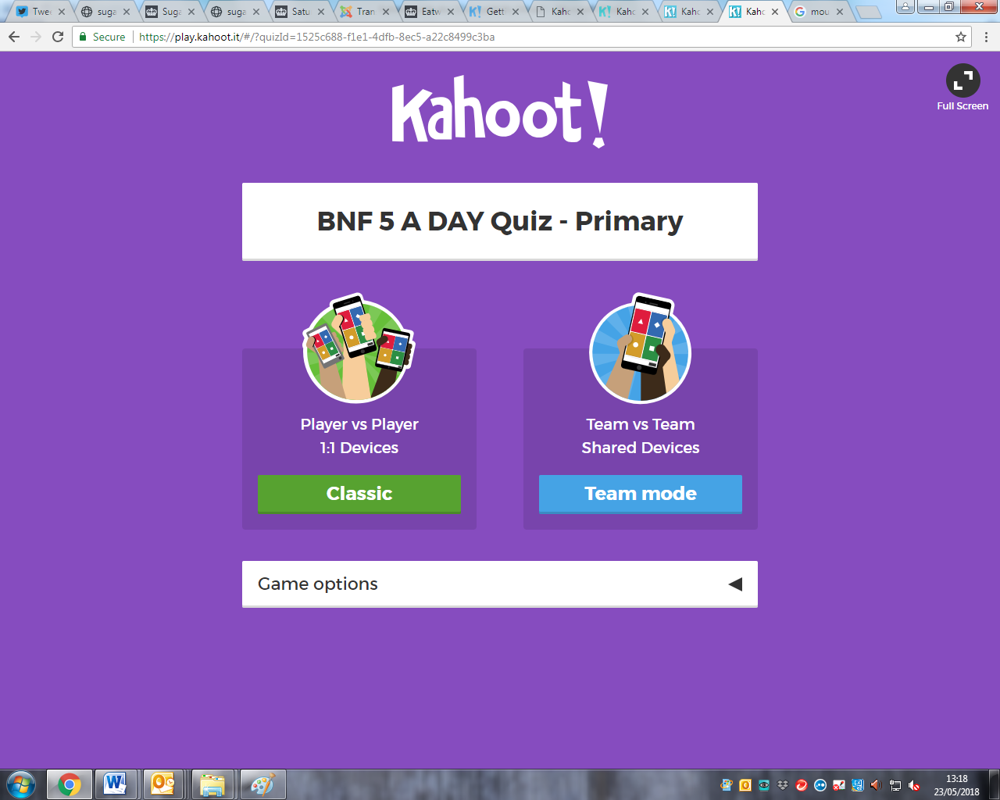 Twe
suga
Suga
suga
Satu
Tran
Eatw
Gett
Kaho
Kaho
Kaho
Kaho
mou
Secure
https://play.kahoot.it/#/?quizId=1525c688-f1e1-4dfb-8ec5-a22c8499c3ba
Kahoot!
Full Screen
BNF 5 A DAY Quiz - Primary
Player vs Player
1:1 Devices
Classic
Team vs Team
Shared Devices
Team mode
Game options
13:18
23/05/2018